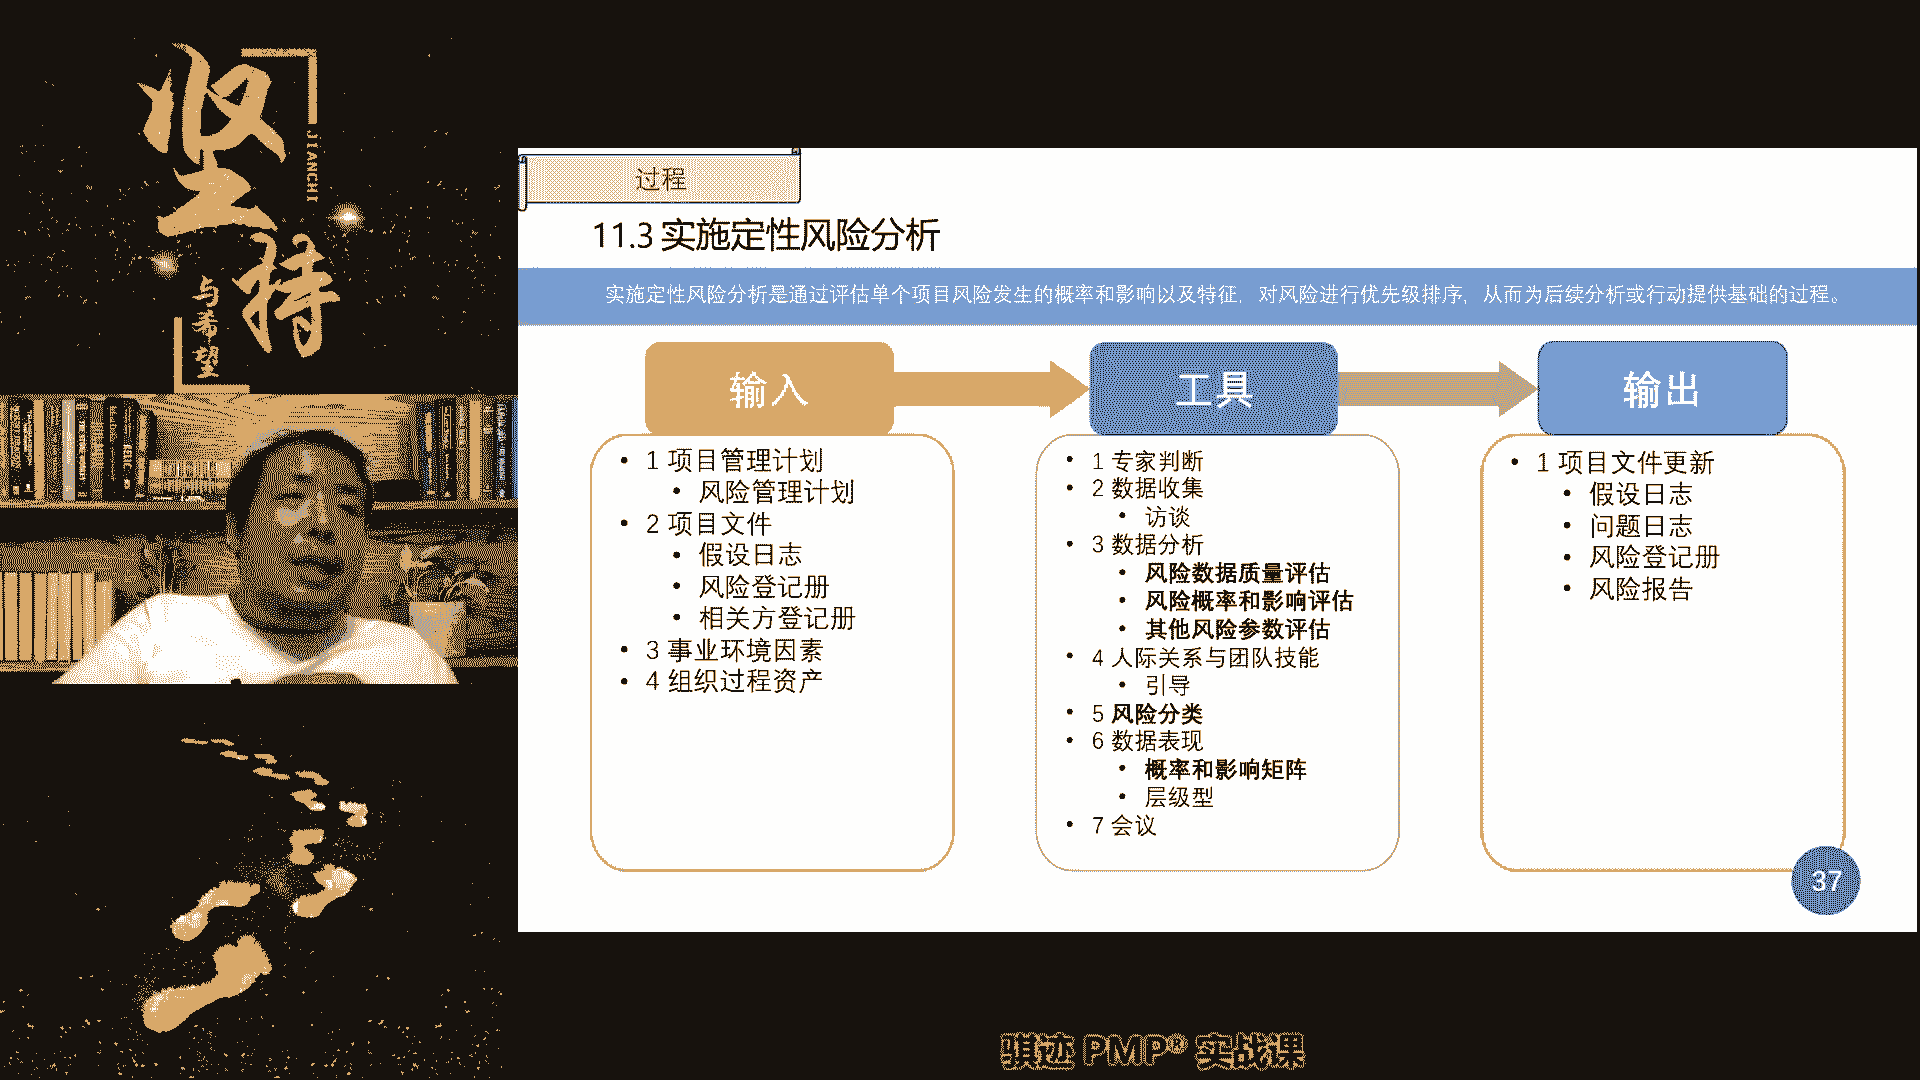 坚
JIANCHI
持
与希望
过程
11.3 实施定性风险分析
实施定性风险分析是通过评估单个项目风险发生的概率和影响以及特征，对风险进行优先级排序，从而为后续分析或行动提供基础的过程。
输入
• 1 项目管理计划
• 风险管理计划
• 2 项目文件
• 假设日志
• 风险登记册
• 相关方登记册
• 3 事业环境因素
• 4 组织过程资产
工具
• 1 专家判断
• 2 数据收集
• 访谈
• 3 数据分析
• 风险数据质量评估
• 风险概率和影响评估
• 其他风险参数评估
• 4 人际关系与团队技能
• 引导
• 5 风险分类
• 6 数据表现
• 概率和影响矩阵
• 层级型
• 7 会议
输出
• 1 项目文件更新
• 假设日志
• 问题日志
• 风险登记册
• 风险报告
37
骐迹 PMP® 实战课